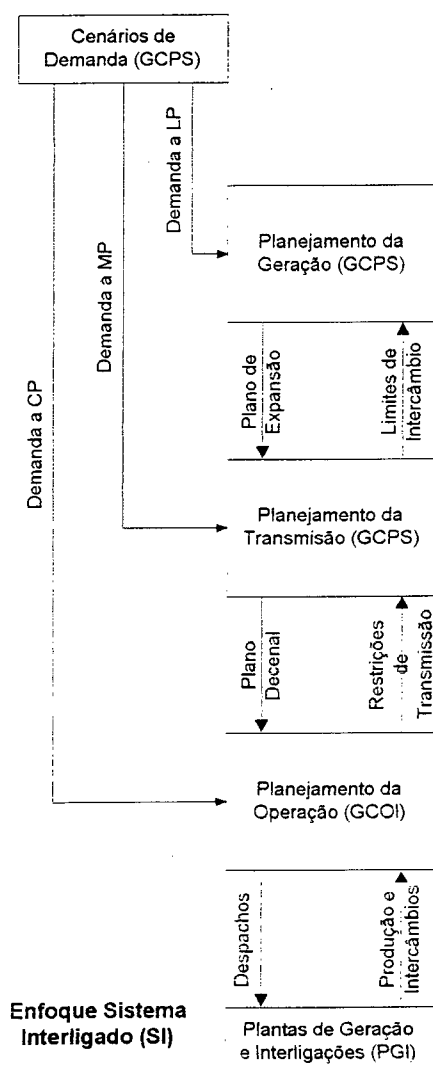 Cenários de
Demanda (GCPS)
Demanda a LP
Demanda a MP
Demanda a CP
Planejamento da
Geração (GCPS)
Plano de
Expansão
Limites de
Intercâmbio
Planejamento da
Transmisão (GCPS)
Plano
Decenal
Restrições
de
Transmissão
Planejamento da
Operação (GCOI)
Despachos
Produção e
Intercâmbios
Enfoque Sistema
Interligado (SI)
Plantas de Geração
e Interligações (PGI)